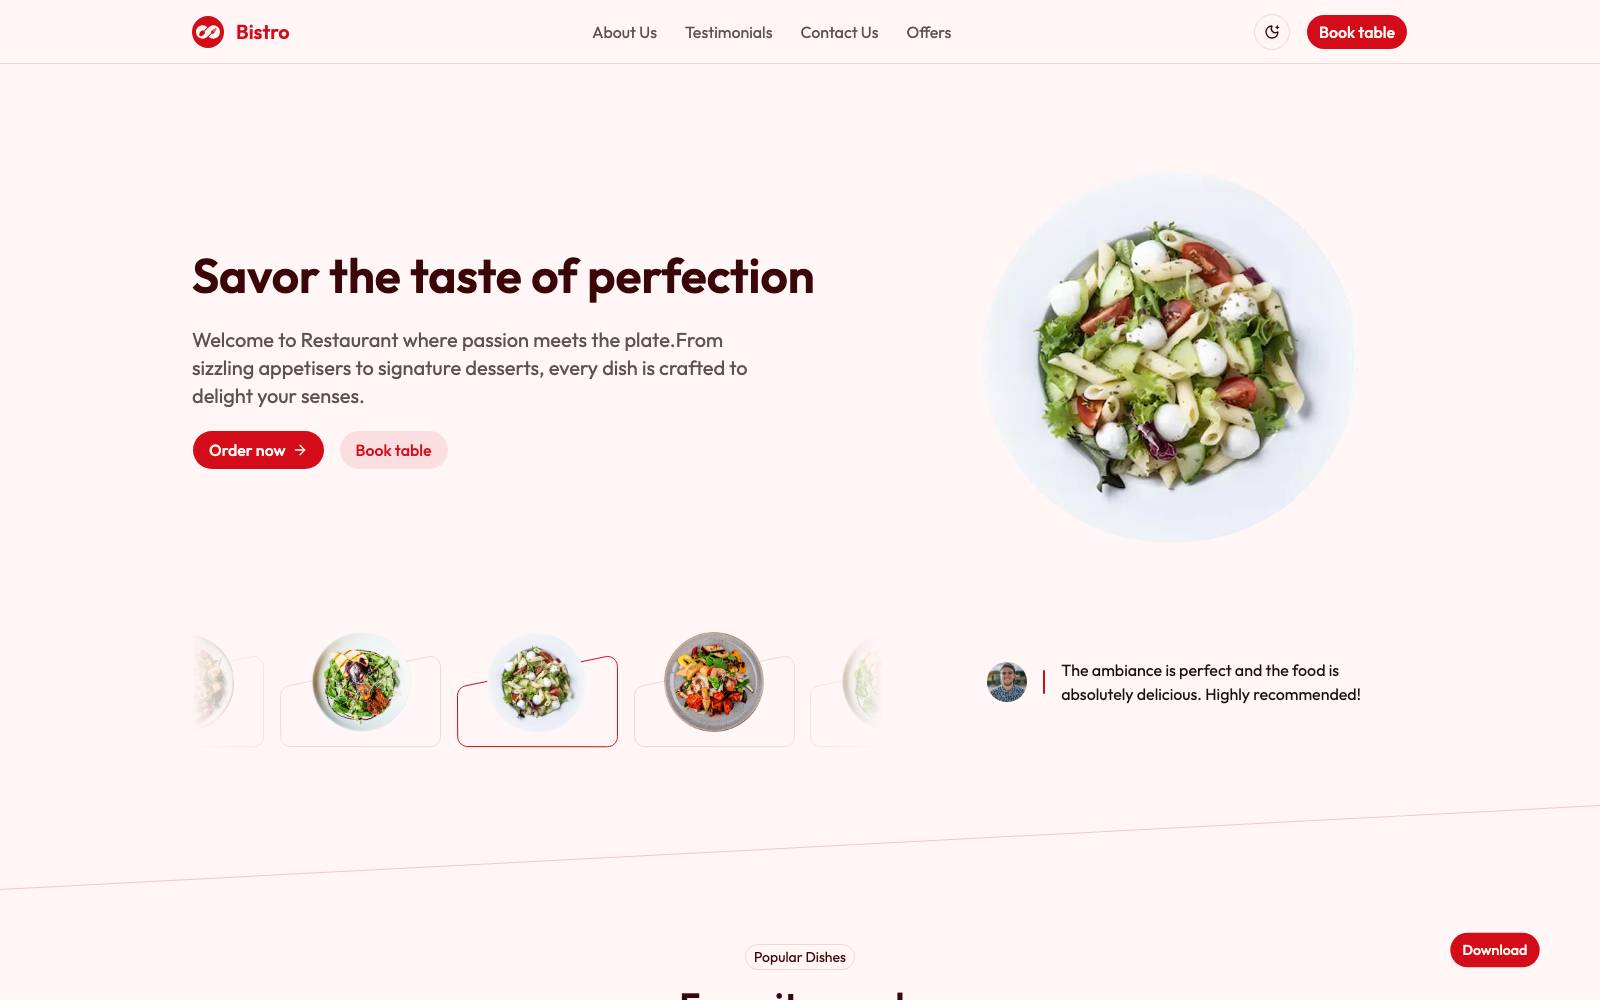 Bistro
About Us
Testimonials
Contact Us
Offers
Book table
Savor the taste of perfection
Welcome to Restaurant where passion meets the plate.From
sizzling appetisers to signature desserts, every dish is crafted to
delight your senses.
Order now
Book table
The ambiance is perfect and the food is
absolutely delicious. Highly recommended!
Popular Dishes
Download